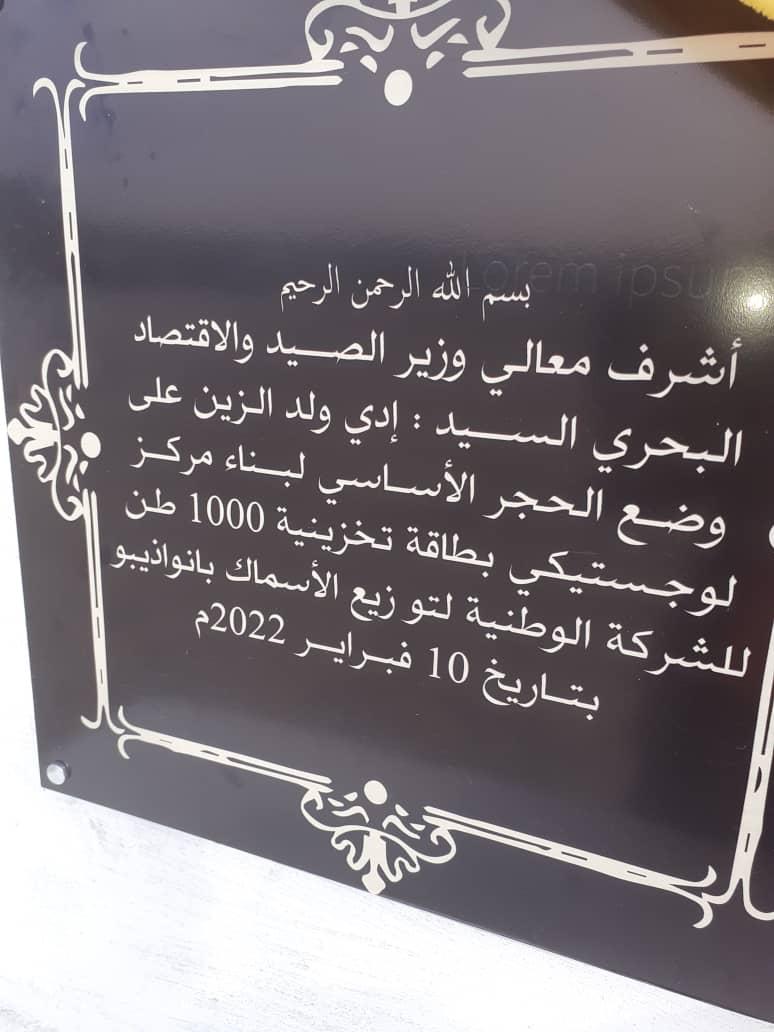 Lorem ipsum
بسم الله الرحمن الرحيم
أشرف معالي وزير الصيد والاقتصاد
البحري السيد : إدي ولد الزين على
وضع الحجر الأساسي لبناء مركز
لوجستيكي بطاقة تخزينية 1000 طن
للشركة الوطنية لتوزيع الأسماك بانواذيبو
بتاريخ 10 فبراير 2022م